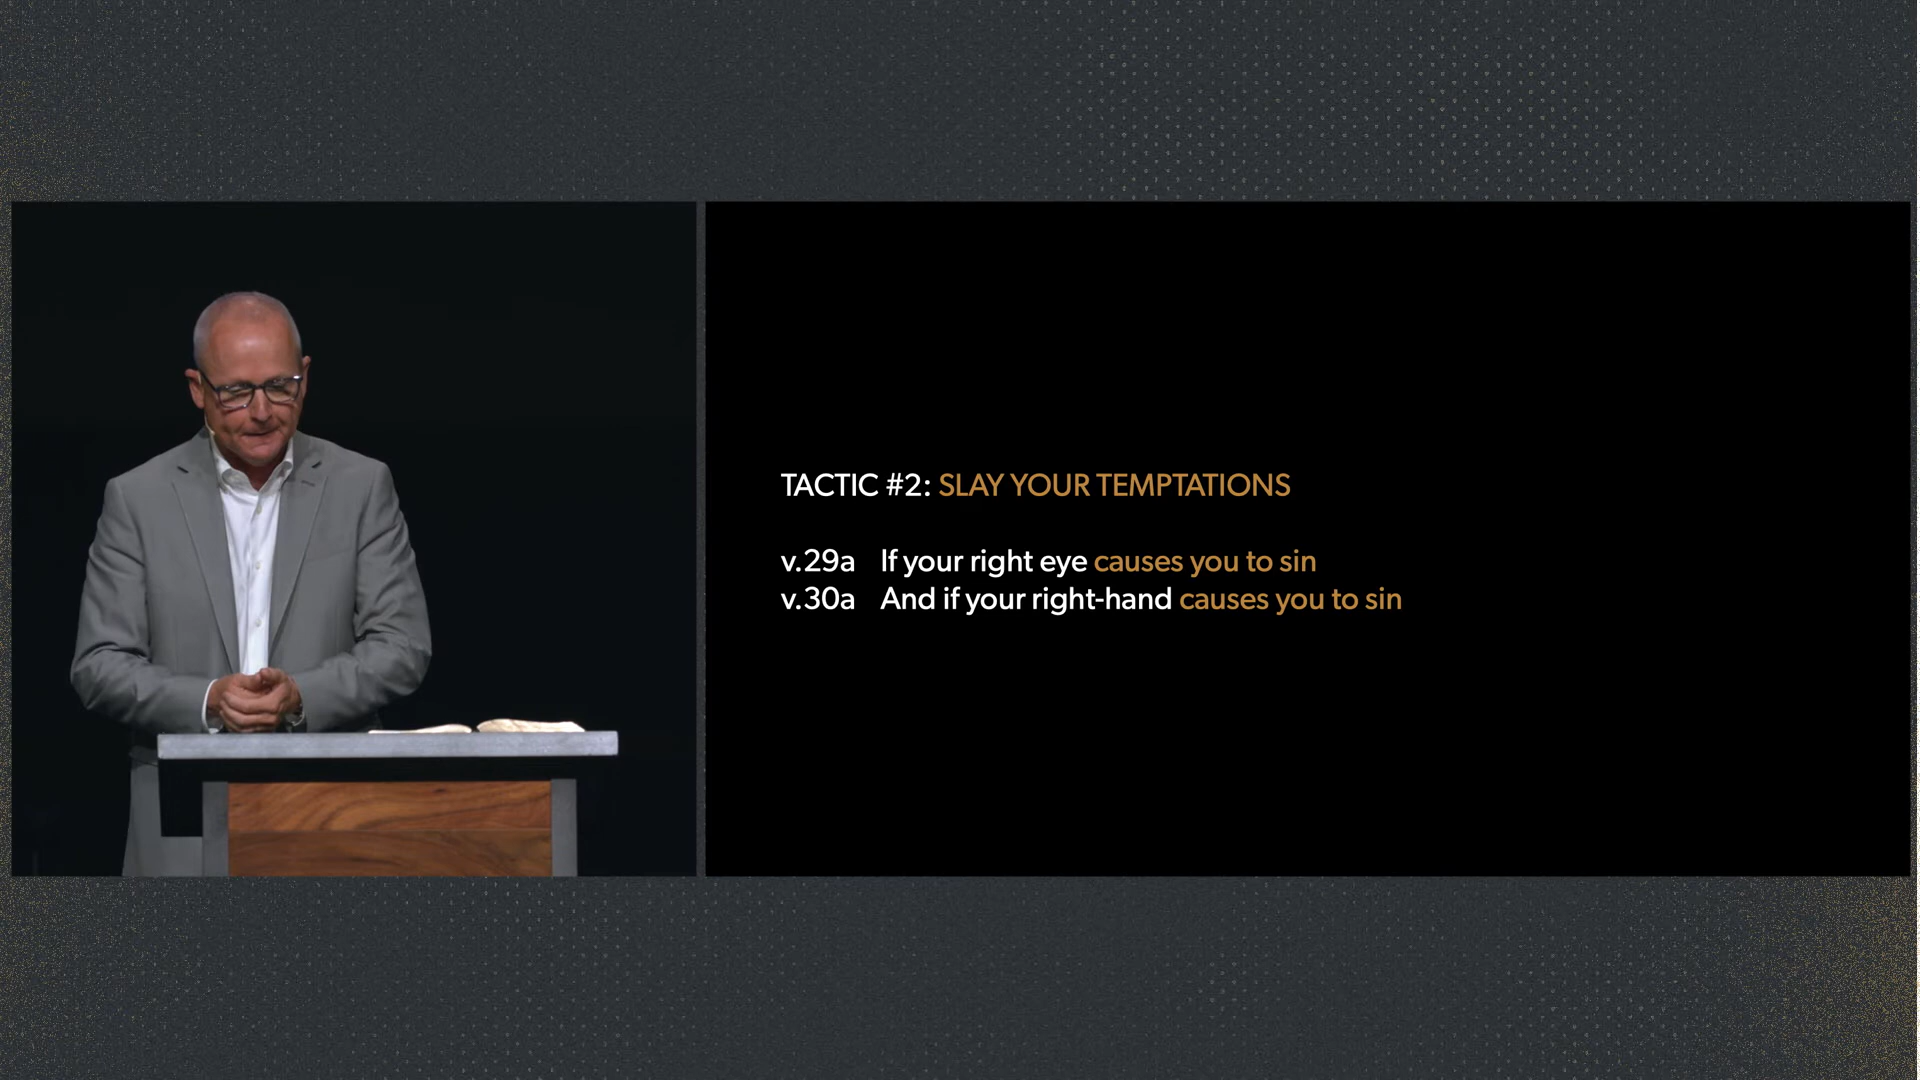 TACTIC #2: SLAY YOUR TEMPTATIONS
v.29a If your right eye causes you to sin
v.30a And if your right-hand causes you to sin